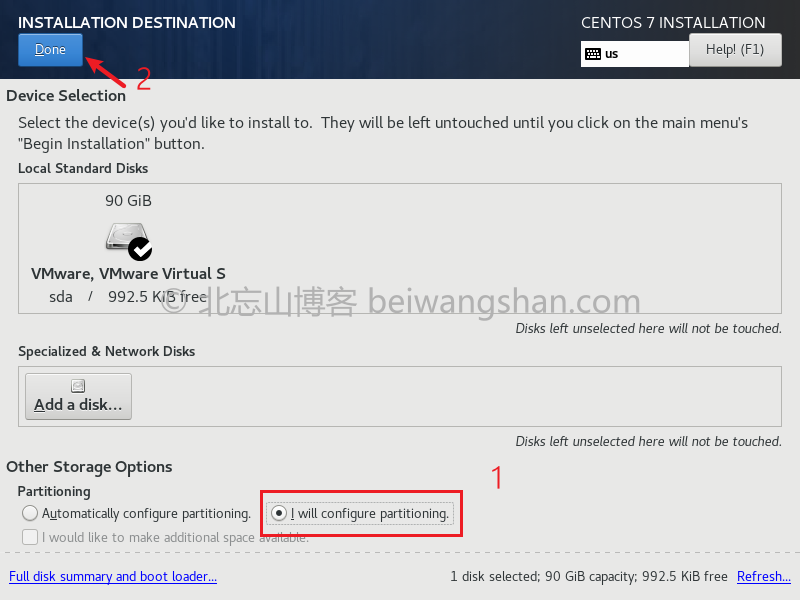 INSTALLATION DESTINATION
CENTOS 7 INSTALLATION
Done
us
Help! (F1)
2
Device Selection
Select the device(s) you'd like to install to.  They will be left untouched until you click on the main menu's
"Begin Installation" button.
Local Standard Disks
90 GiB
VMware, VMware Virtual S
sda / 992.5 KiB free
© 北忘山博客 beiwangshan.com
Disks left unselected here will not be touched.
Specialized & Network Disks
Add a disk...
Disks left unselected here will not be touched.
Other Storage Options
1
Partitioning
Automatically configure partitioning.
I will configure partitioning.
I would like to make additional space available.
Full disk summary and boot loader...
1 disk selected; 90 GiB capacity; 992.5 KiB free
Refresh...